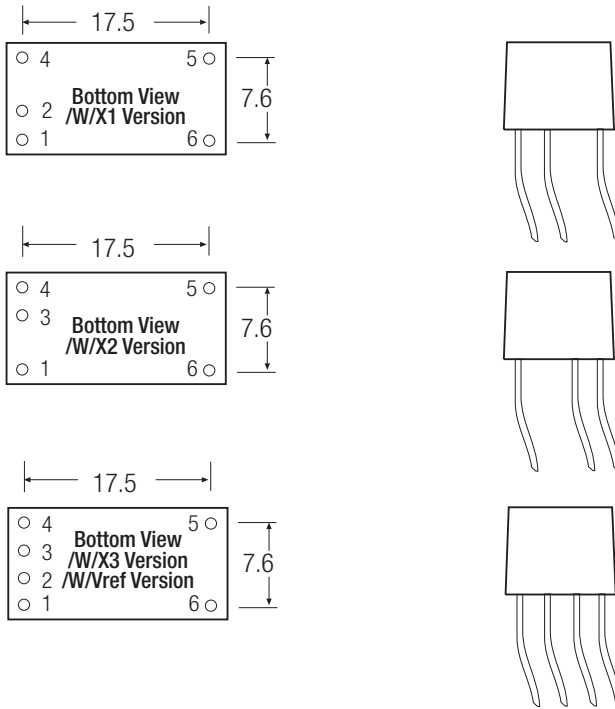 17.5
4 5
Bottom View
2 /W/X1 Version
1 6
7.6
17.5
4 5
3
Bottom View
/W/X2 Version
1 6
7.6
17.5
4 5
Bottom View
3 /W/X3 Version
2 /W/Vref Version
1 6
7.6